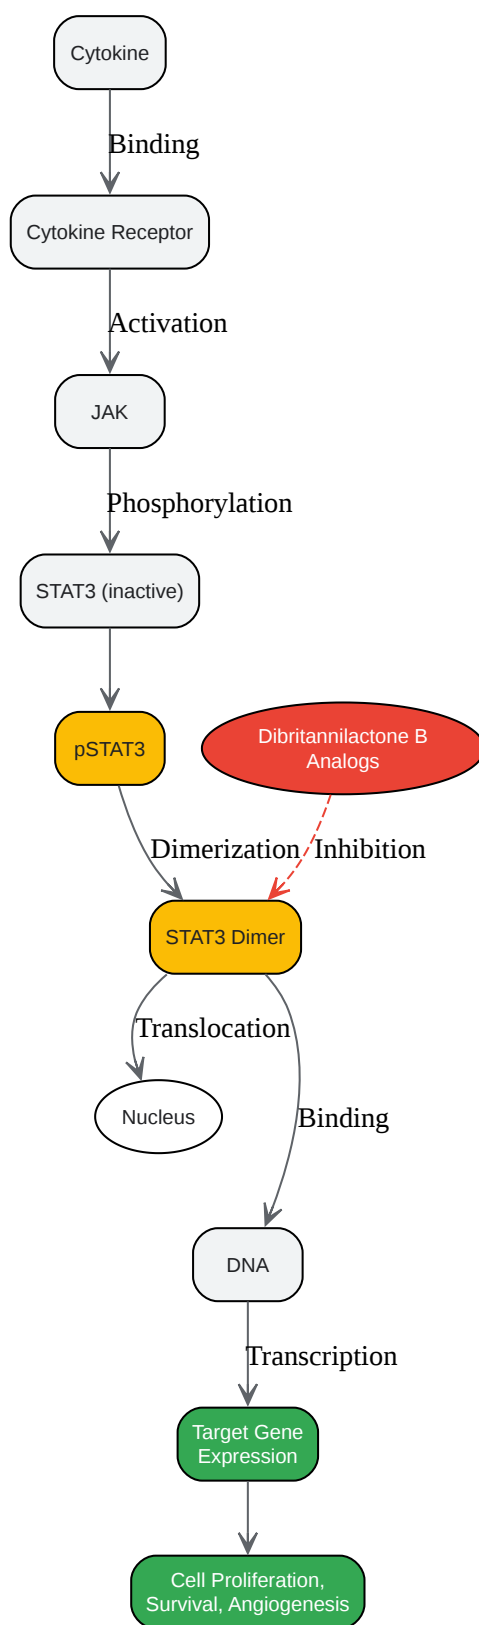 Cytokine
Binding
Cytokine Receptor
Activation
JAK
Phosphorylation
STAT3 (inactive)
pSTAT3
Dibritannilactone B
Analogs
Dimerization
Inhibition
STAT3 Dimer
Translocation
Nucleus
Binding
DNA
Transcription
Target Gene
Expression
Cell Proliferation,
Survival, Angiogenesis